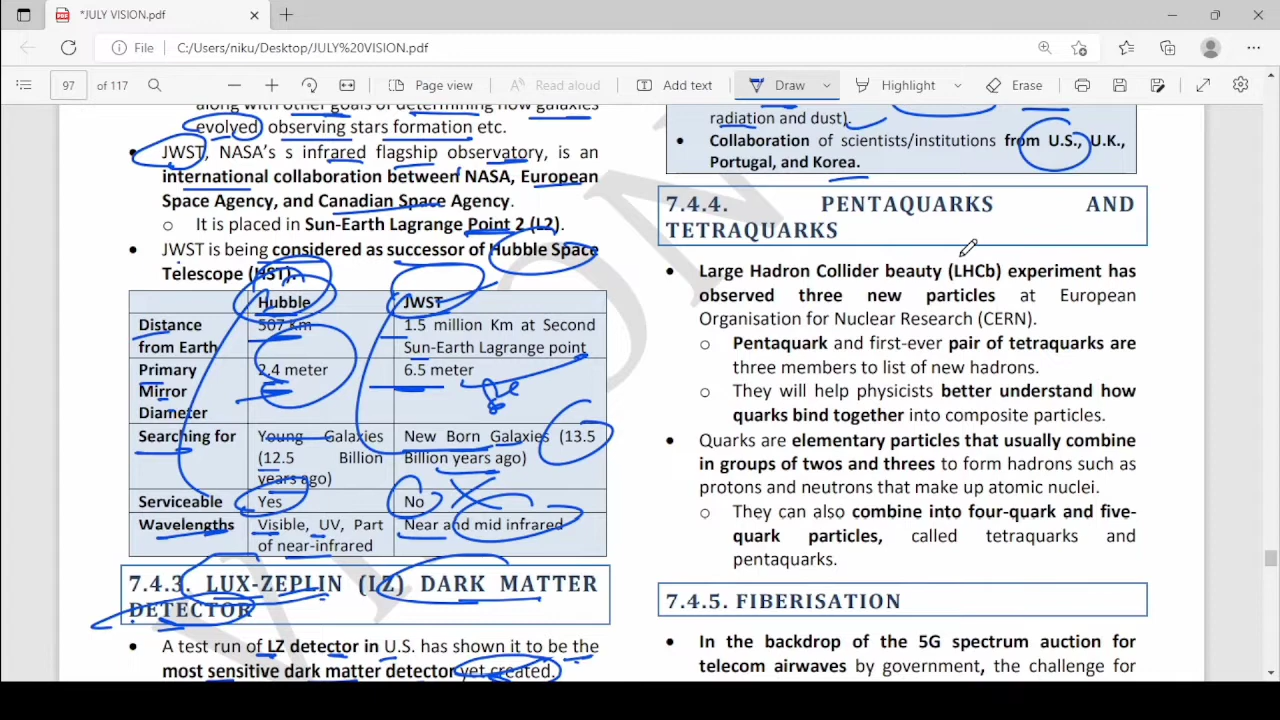 *JULY VISION.pdf
File C:/Users/niku/Desktop/JULY%20VISION.pdf
97 of 117 Page view Read aloud Add text Draw Highlight Erase
along with other goals of determining how galaxies
evolved observing stars formation etc.
• JWST, NASA's s infrared flagship observatory, is an
international collaboration between NASA, European
Space Agency, and Canadian Space Agency.
o It is placed in Sun-Earth Lagrange Point 2 (L2).
• JWST is being considered as successor of Hubble Space
Telescope (HST).
Hubble JWST
Distance 507 Km 1.5 million Km at Second
from Earth Sun-Earth Lagrange point
Primary 2.4 meter 6.5 meter
Mirror
Diameter
Searching for Young Galaxies New Born Galaxies (13.5
(12.5 Billion Billion years ago)
years ago)
Serviceable Yes No
Wavelengths Visible, UV, Part Near and mid infrared
of near-infrared
7.4.3. LUX-ZEPLIN (LZ) DARK MATTER
DETECTOR
• A test run of LZ detector in U.S. has shown it to be the
most sensitive dark matter detector yet created.
radiation and dust).
• Collaboration of scientists/institutions from U.S., U.K.,
Portugal, and Korea.
7.4.4. PENTAQUARKS AND
TETRAQUARKS
• Large Hadron Collider beauty (LHCb) experiment has
observed three new particles at European
Organisation for Nuclear Research (CERN).
o Pentaquark and first-ever pair of tetraquarks are
three members to list of new hadrons.
o They will help physicists better understand how
quarks bind together into composite particles.
• Quarks are elementary particles that usually combine
in groups of twos and threes to form hadrons such as
protons and neutrons that make up atomic nuclei.
o They can also combine into four-quark and five-
quark particles, called tetraquarks and
pentaquarks.
7.4.5. FIBERISATION
• In the backdrop of the 5G spectrum auction for
telecom airwaves by government, the challenge for